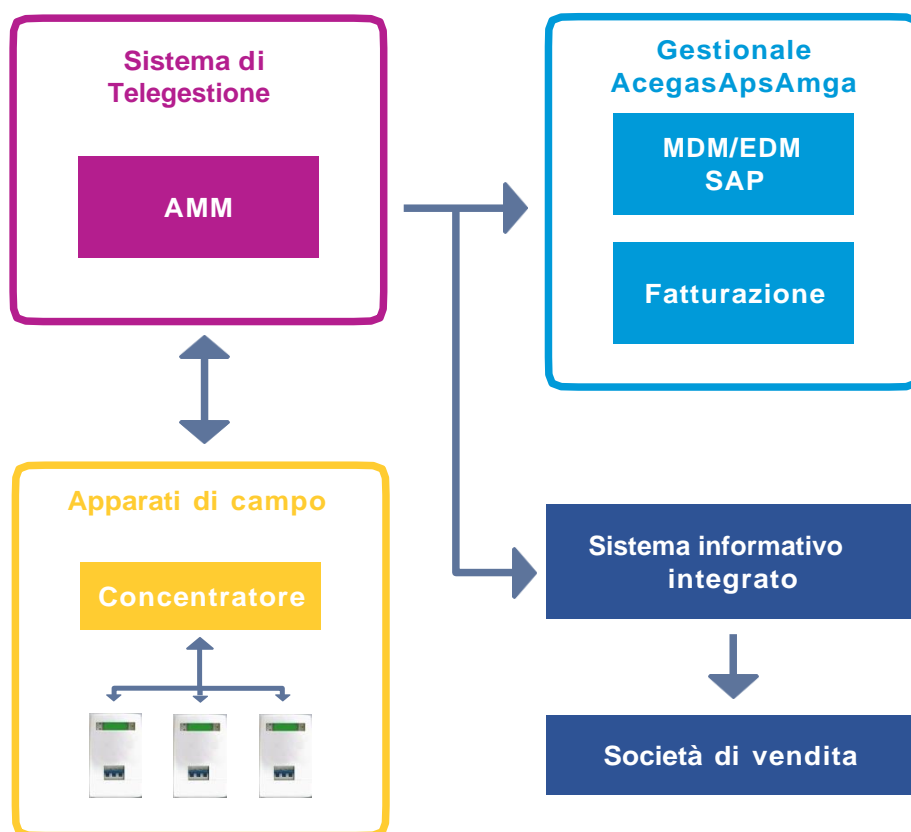 Sistema di
Telegestione
AMM
Gestionale
AcegasApsAmga
MDM/EDM
SAP
Fatturazione
Apparati di campo
Concentratore
Sistema informativo
integrato
Società di vendita